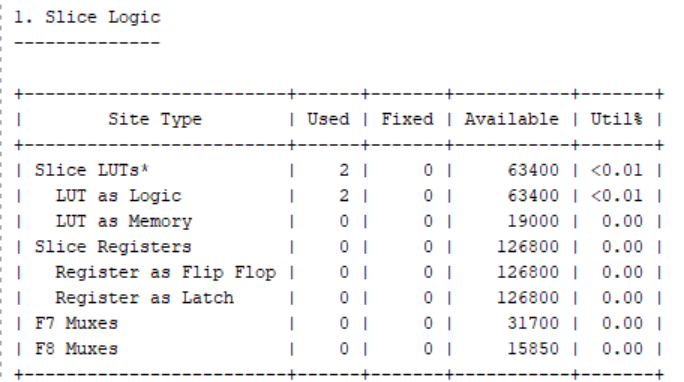 1. Slice Logic
--------------
+-------------------------+------+-------+-----------+-------+
|        Site Type        | Used | Fixed | Available | Util% |
+-------------------------+------+-------+-----------+-------+
| Slice LUTs*             |    2 |     0 |     63400 | <0.01 |
|   LUT as Logic          |    2 |     0 |     63400 | <0.01 |
|   LUT as Memory         |    0 |     0 |     19000 |  0.00 |
| Slice Registers         |    0 |     0 |    126800 |  0.00 |
|   Register as Flip Flop |    0 |     0 |    126800 |  0.00 |
|   Register as Latch     |    0 |     0 |    126800 |  0.00 |
| F7 Muxes                |    0 |     0 |     31700 |  0.00 |
| F8 Muxes                |    0 |     0 |     15850 |  0.00 |
+-------------------------+------+-------+-----------+-------+